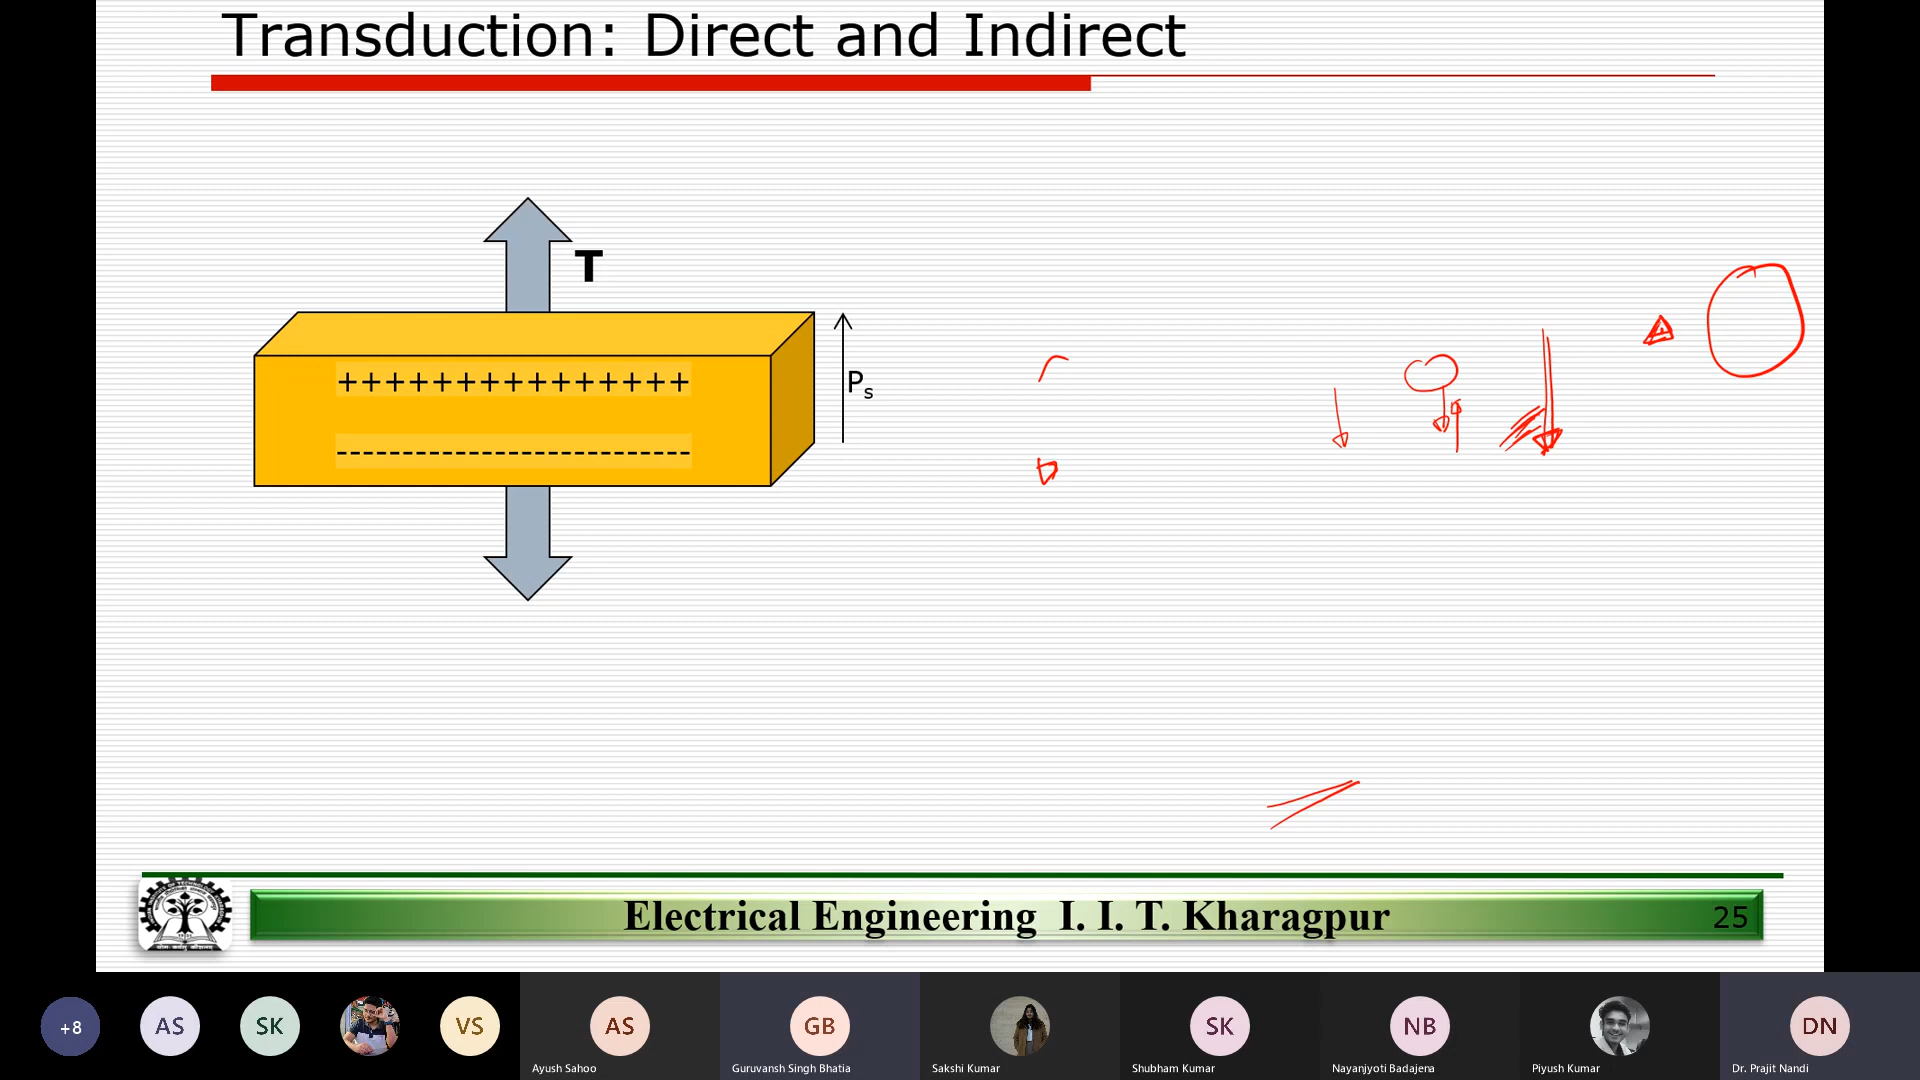 Transduction: Direct and Indirect
T
+++++++++++++++
Ps
---------------------------
Electrical Engineering I. I. T. Kharagpur
25
+8
AS
SK
VS
AS
GB
SK
NB
DN
Ayush Sahoo
Guruvansh Singh Bhatia
Sakshi Kumar
Shubham Kumar
Nayanjyoti Badajena
Piyush Kumar
Dr. Prajit Nandi